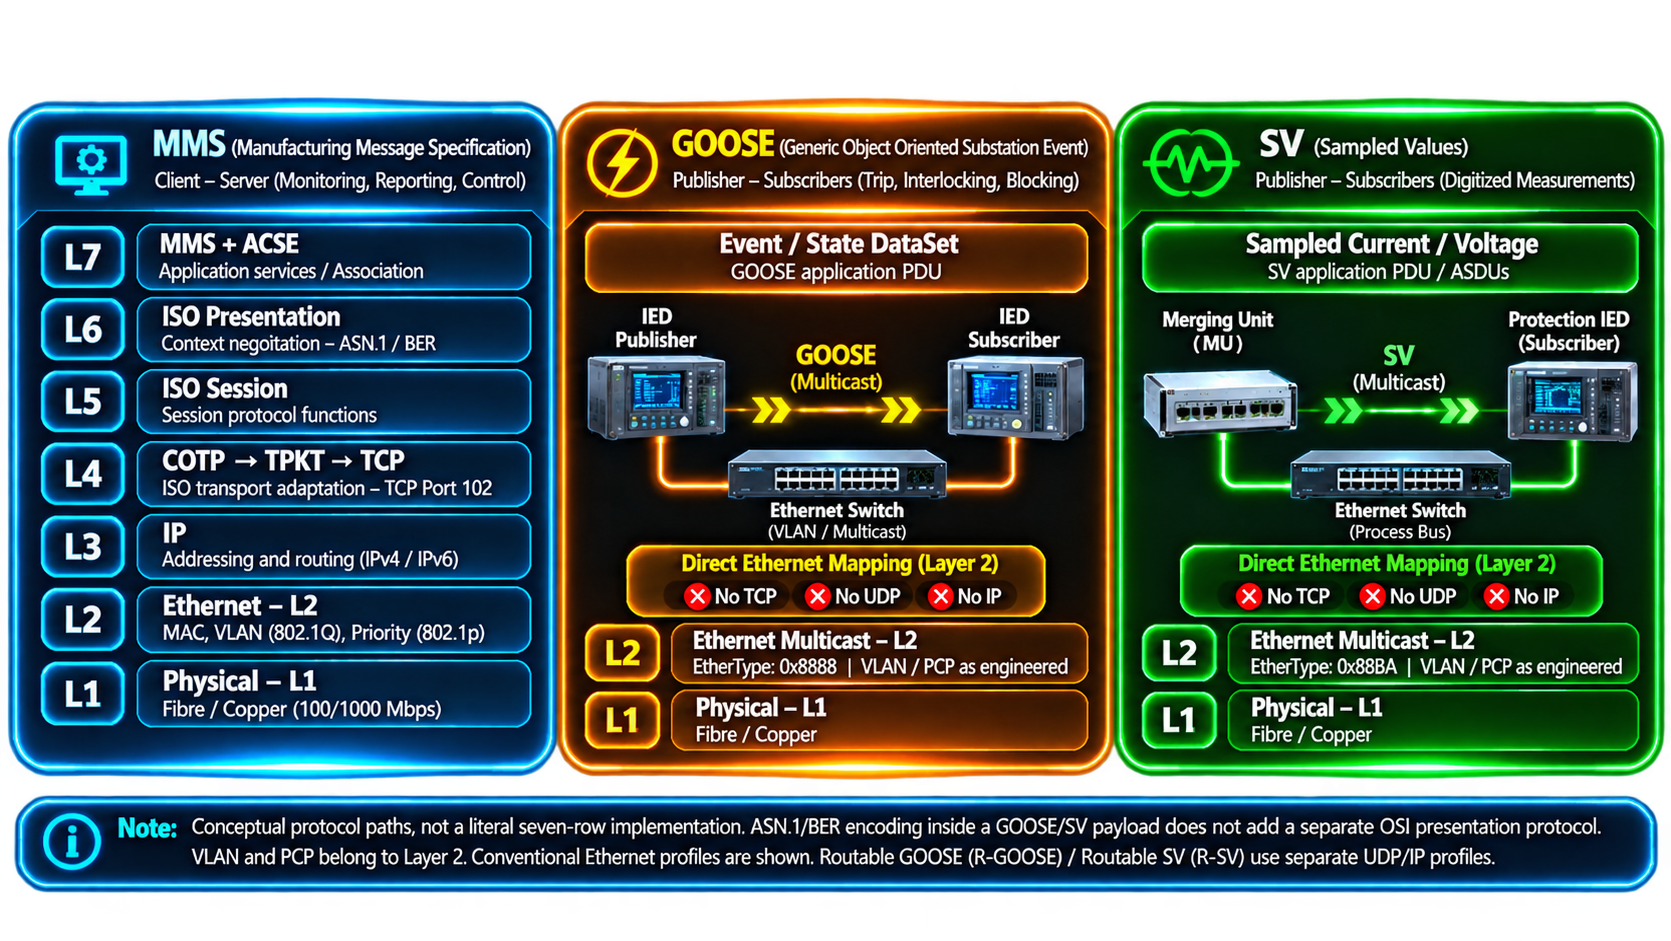 MMS (Manufacturing Message Specification)
Client – Server (Monitoring, Reporting, Control)
L7
MMS + ACSE
Application services / Association
L6
ISO Presentation
Context negoitation – ASN.1 / BER
L5
ISO Session
Session protocol functions
L4
COTP → TPKT → TCP
ISO transport adaptation – TCP Port 102
L3
IP
Addressing and routing (IPv4 / IPv6)
L2
Ethernet – L2
MAC, VLAN (802.1Q), Priority (802.1p)
L1
Physical – L1
Fibre / Copper (100/1000 Mbps)
GOOSE (Generic Object Oriented Substation Event)
Publisher – Subscribers (Trip, Interlocking, Blocking)
Event / State DataSet
GOOSE application PDU
IED
Publisher
GOOSE
(Multicast)
IED
Subscriber
Ethernet Switch
(VLAN / Multicast)
Direct Ethernet Mapping (Layer 2)
No TCP
No UDP
No IP
L2
Ethernet Multicast – L2
EtherType: 0x8888 | VLAN / PCP as engineered
L1
Physical – L1
Fibre / Copper
SV (Sampled Values)
Publisher – Subscribers (Digitized Measurements)
Sampled Current / Voltage
SV application PDU / ASDUs
Merging Unit
(MU)
SV
(Multicast)
Protection IED
(Subscriber)
Ethernet Switch
(Process Bus)
Direct Ethernet Mapping (Layer 2)
No TCP
No UDP
No IP
L2
Ethernet Multicast – L2
EtherType: 0x88BA | VLAN / PCP as engineered
L1
Physical – L1
Fibre / Copper
Note: Conceptual protocol paths, not a literal seven-row implementation. ASN.1/BER encoding inside a GOOSE/SV payload does not add a separate OSI presentation protocol.
VLAN and PCP belong to Layer 2. Conventional Ethernet profiles are shown. Routable GOOSE (R-GOOSE) / Routable SV (R-SV) use separate UDP/IP profiles.